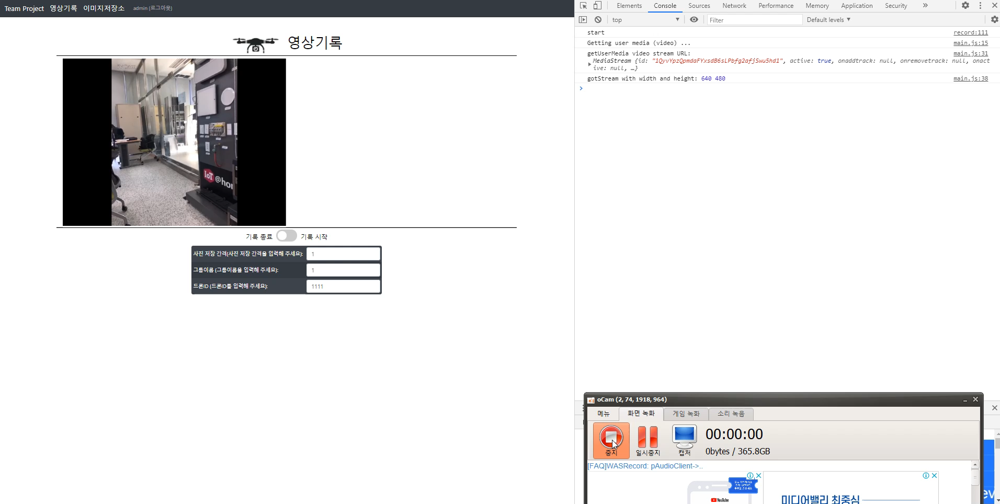 Team Project 영상기록 이미지저장소 admin (로그아웃)
영상기록
iVCam
IoT @hor
기록 종료 기록 시작
사진 저장 간격(사진 저장 간격을 입력해 주세요): 1
그룹이름 (그룹이름을 입력해 주세요): 1
드론ID (드론ID를 입력해 주세요): 1111
Elements Console Sources Network Performance Memory Application Security »
top Filter Default levels
start record:111
Getting user media (video) ... main.js:15
getUserMedia video stream URL: main.js:31
MediaStream {id: "1QyvYpzQpmdaFYxsdB6sLPbfg2afjSwu5hd1", active: true, onaddtrack: null, onremovetrack: null, onact
ive: null, …}
gotStream with width and height: 640 480 main.js:38
oCam (2, 74, 1918, 964)
메뉴 화면 녹화 게임 녹화 소리 녹음
중지 일시중지 캡처
00:00:00
0bytes / 365.8GB
[FAQ]WASRecord: pAudioClient->..
YouTube
미디어밸리 최중심
ev